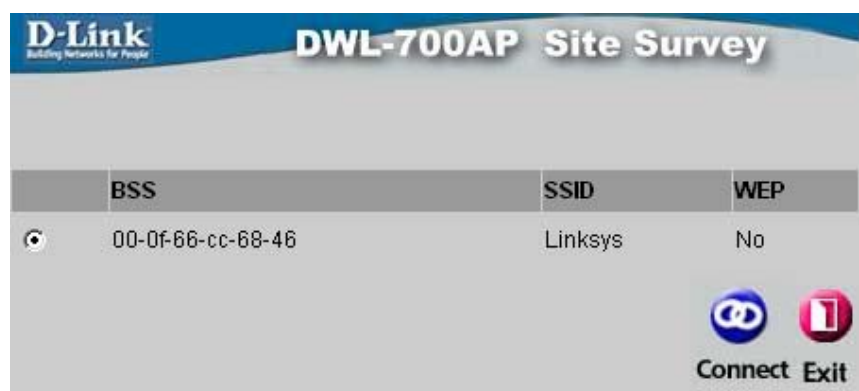 D-Link
Building Networks for People
DWL-700AP Site Survey
BSS SSID WEP
00-0f-66-cc-68-46 Linksys No
Connect Exit